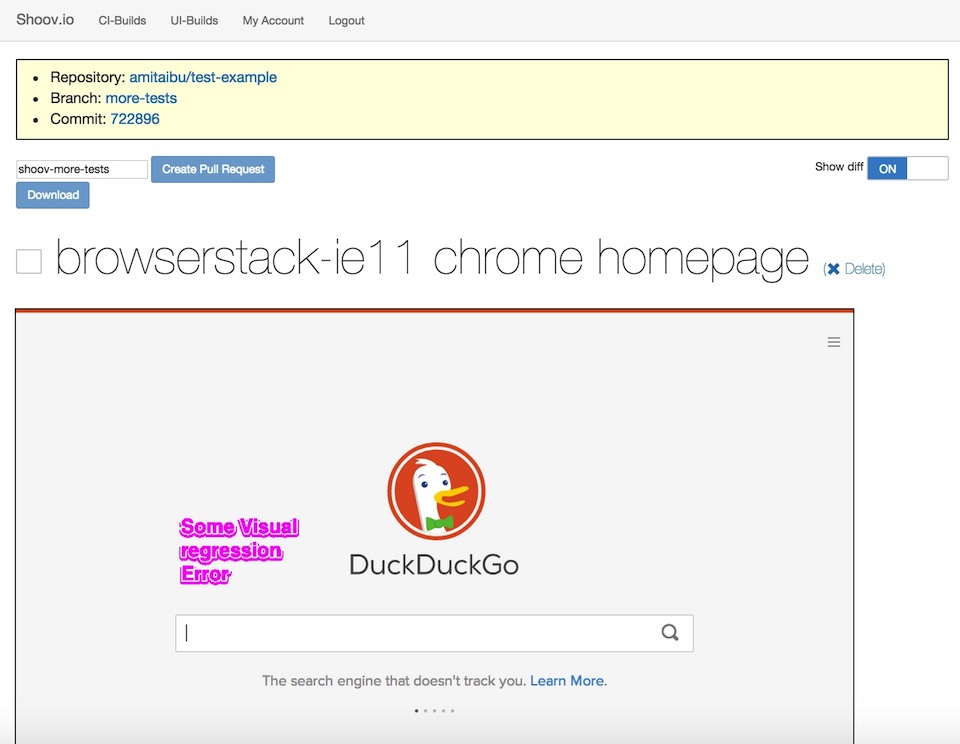 Shoov.io CI-Builds UI-Builds My Account Logout
Repository: amitaibu/test-example
Branch: more-tests
Commit: 722896
shoov-more-tests Create Pull Request Show diff ON
Download
browserstack-ie11 chrome homepage (✖ Delete)
Some Visual
regression
Error
DuckDuckGo
The search engine that doesn't track you. Learn More.